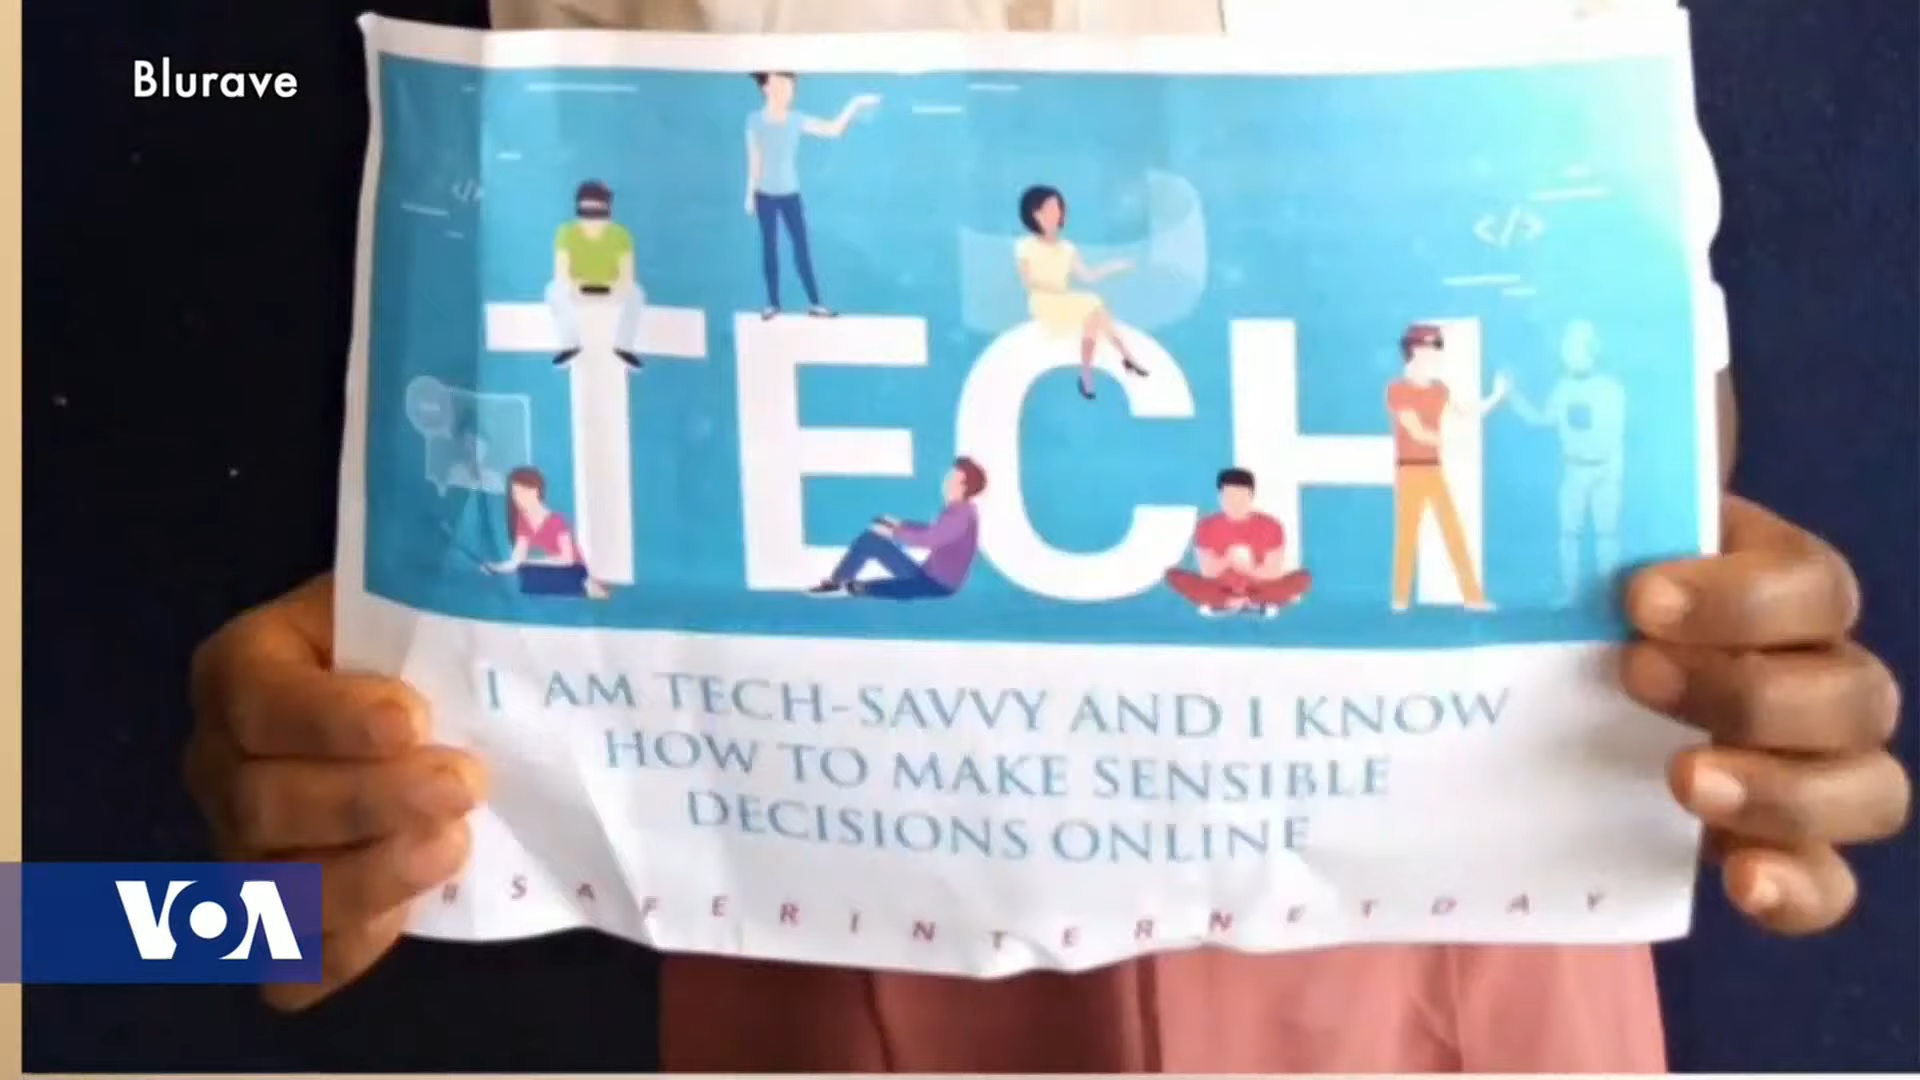 Blurave
</>
TECH
I AM TECH-SAVVY AND I KNOW
HOW TO MAKE SENSIBLE
DECISIONS ONLINE
#SAFERINTERNETDAY
VOA